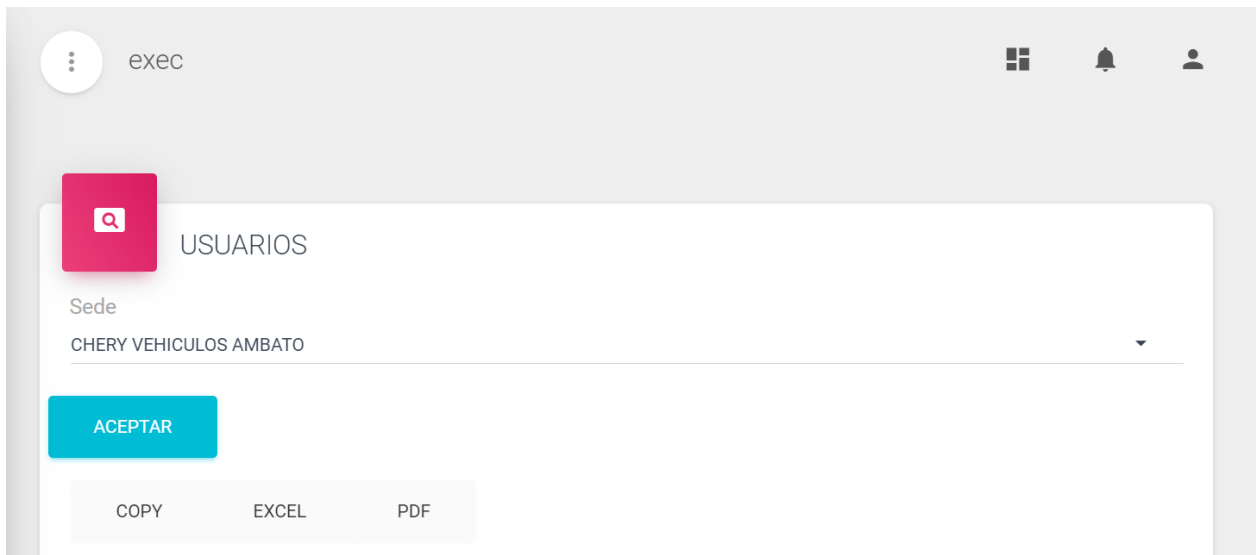 exec
USUARIOS
Sede
CHERY VEHICULOS AMBATO
ACEPTAR
COPY EXCEL PDF